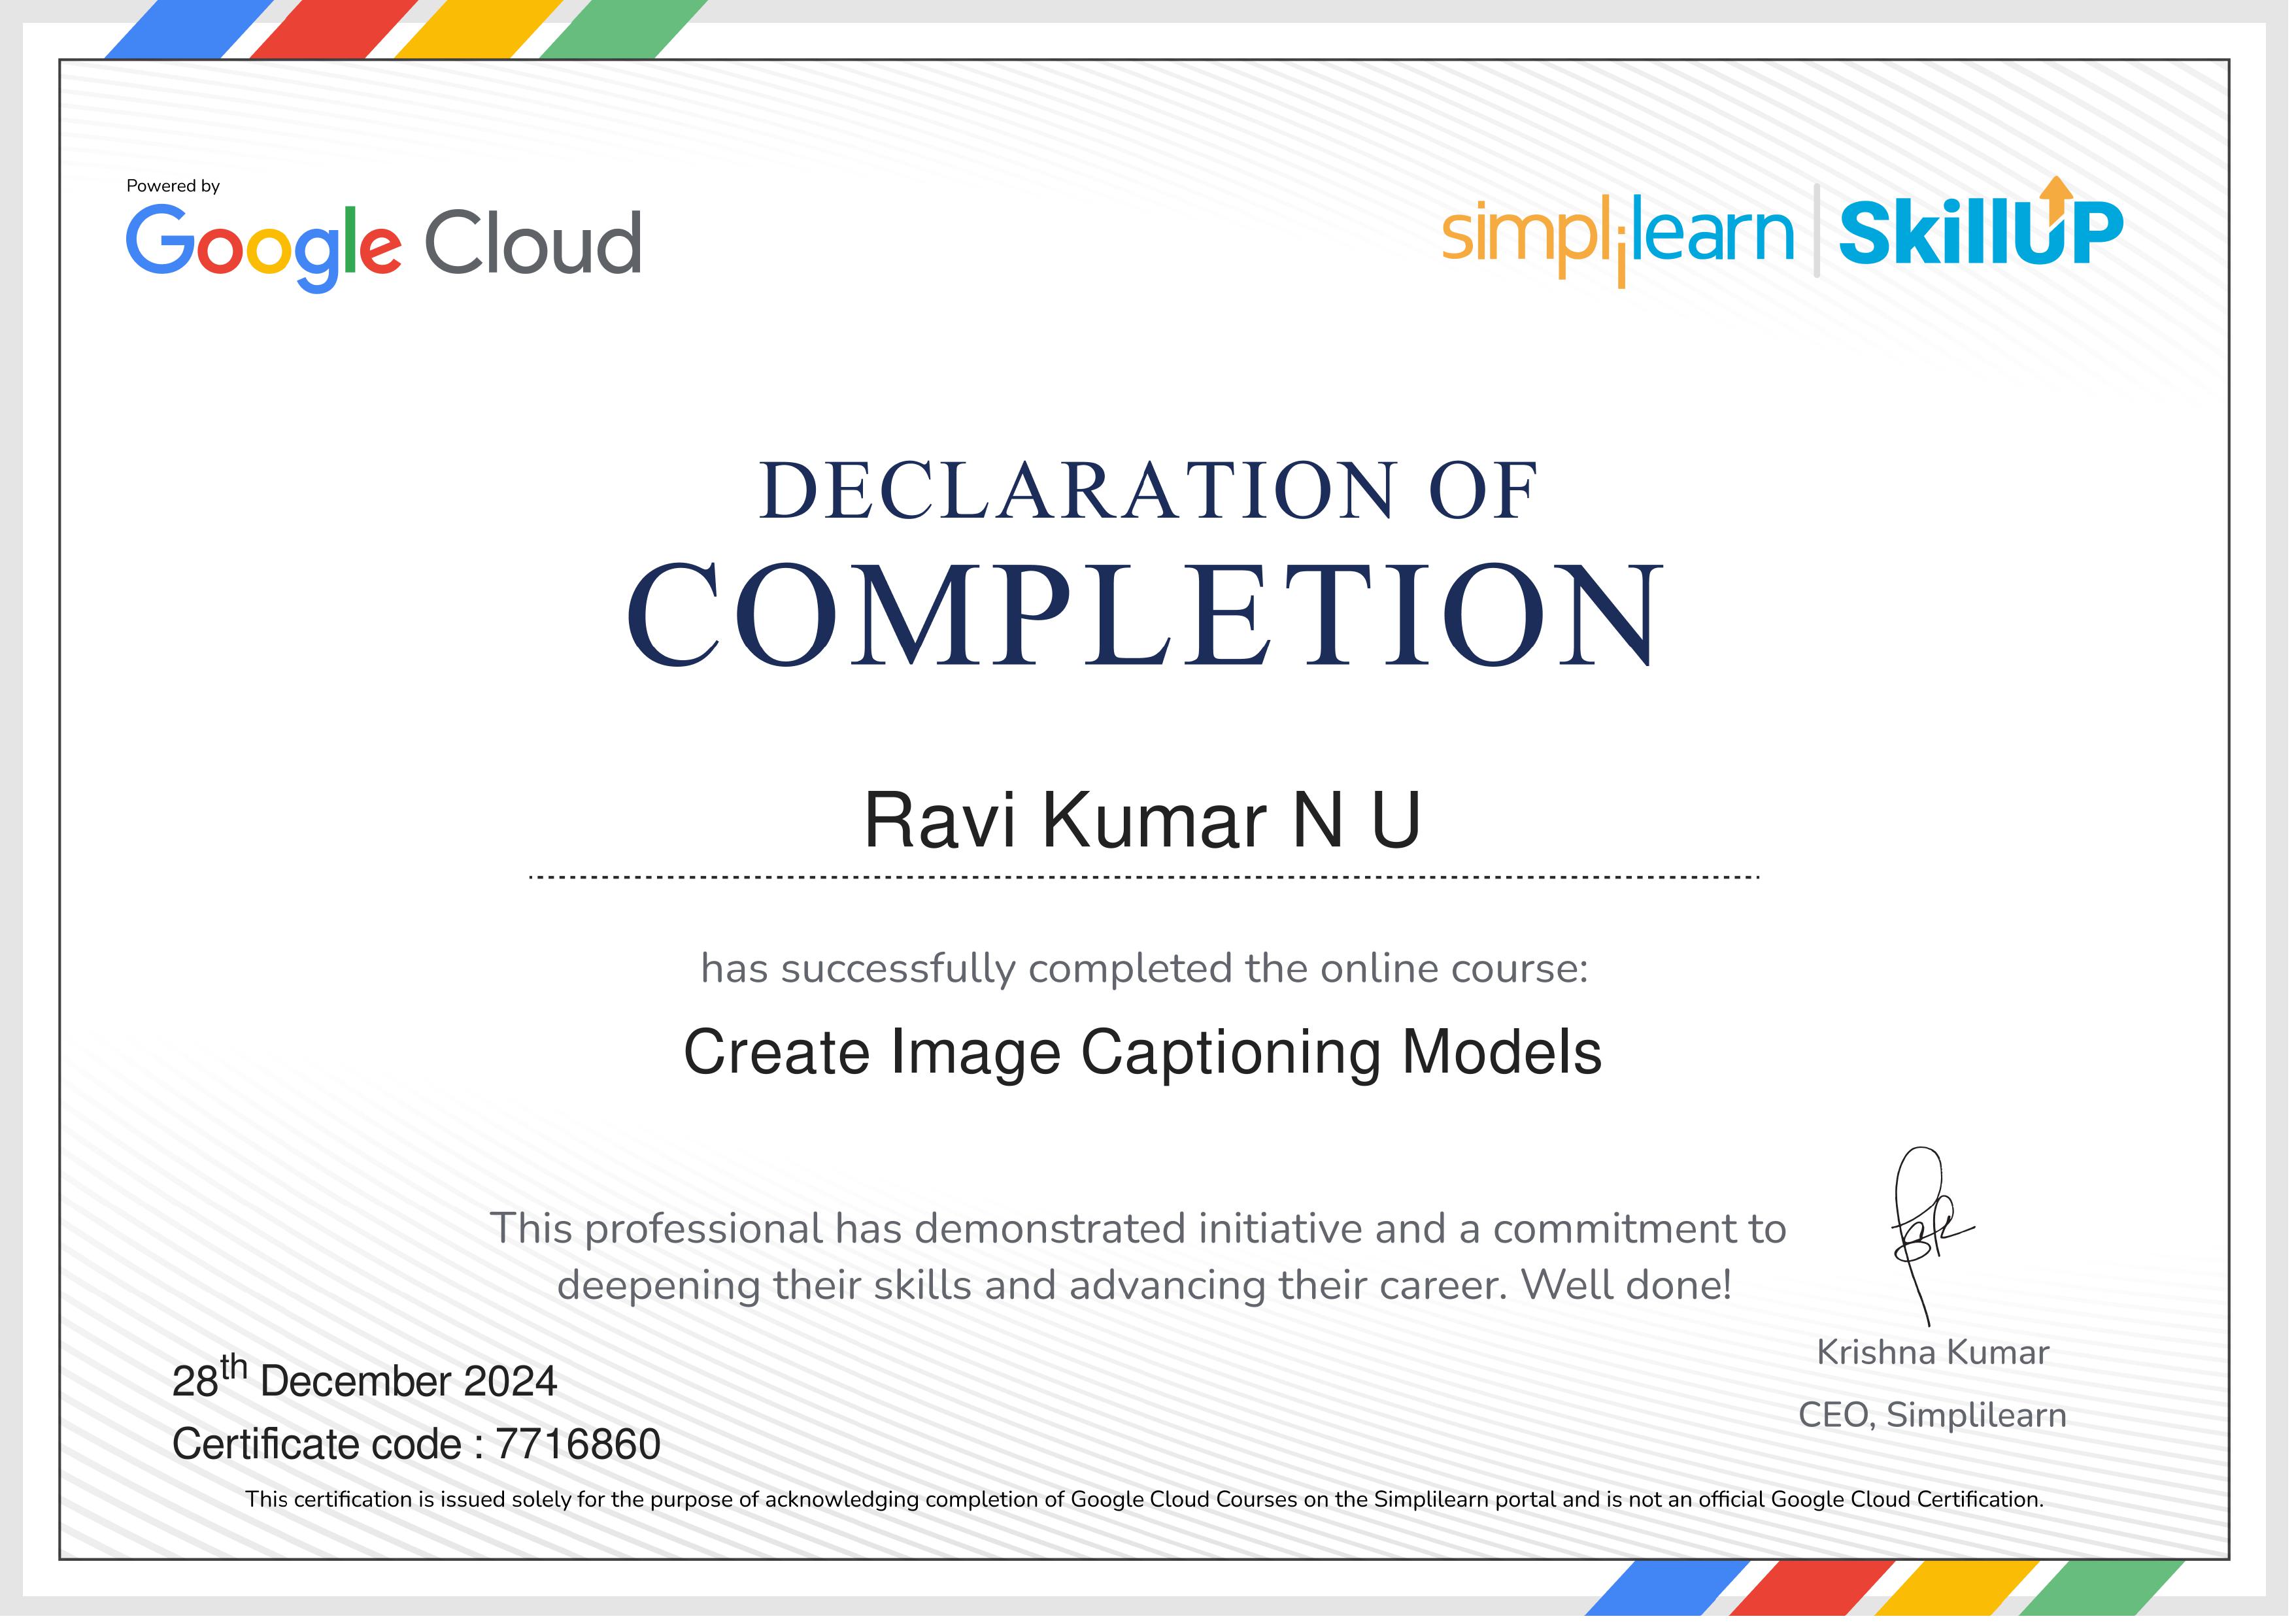 Powered by
Google Cloud
simplilearn | SkillUP
DECLARATION OF
COMPLETION
Ravi Kumar N U
has successfully completed the online course:
Create Image Captioning Models
This professional has demonstrated initiative and a commitment to
deepening their skills and advancing their career. Well done!
Krishna Kumar
CEO, Simplilearn
28th December 2024
Certificate code : 7716860
This certification is issued solely for the purpose of acknowledging completion of Google Cloud Courses on the Simplilearn portal and is not an official Google Cloud Certification.